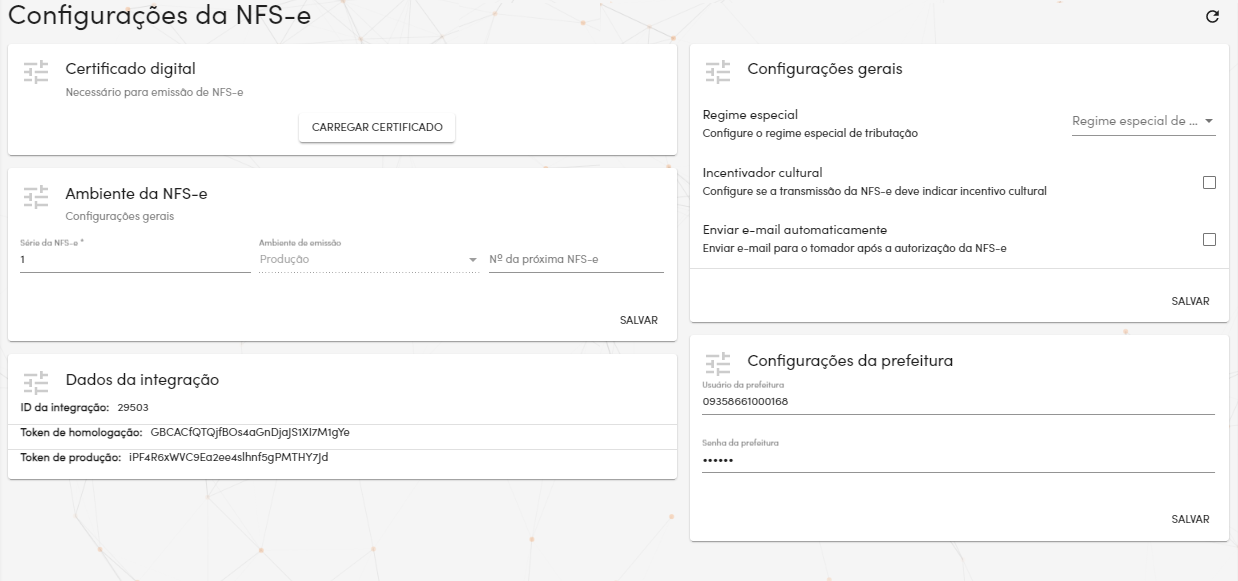 Configurações da NFS-e
Certificado digital
Necessário para emissão de NFS-e
CARREGAR CERTIFICADO
Ambiente da NFS-e
Configurações gerais
Série da NFS-e *
1
Ambiente de emissão
Produção
Nº da próxima NFS-e
SALVAR
Dados da integração
ID da integração: 29503
Token de homologação: GBCACfQTQjfBOs4aGnDjaJS1XI7M1gYe
Token de produção: iPF4R6xWVC9Ea2ee4slhnf5gPMTHY7Jd
Configurações gerais
Regime especial
Configure o regime especial de tributação
Regime especial de ...
Incentivador cultural
Configure se a transmissão da NFS-e deve indicar incentivo cultural
Enviar e-mail automaticamente
Enviar e-mail para o tomador após a autorização da NFS-e
SALVAR
Configurações da prefeitura
Usuário da prefeitura
09358661000168
Senha da prefeitura
••••••
SALVAR